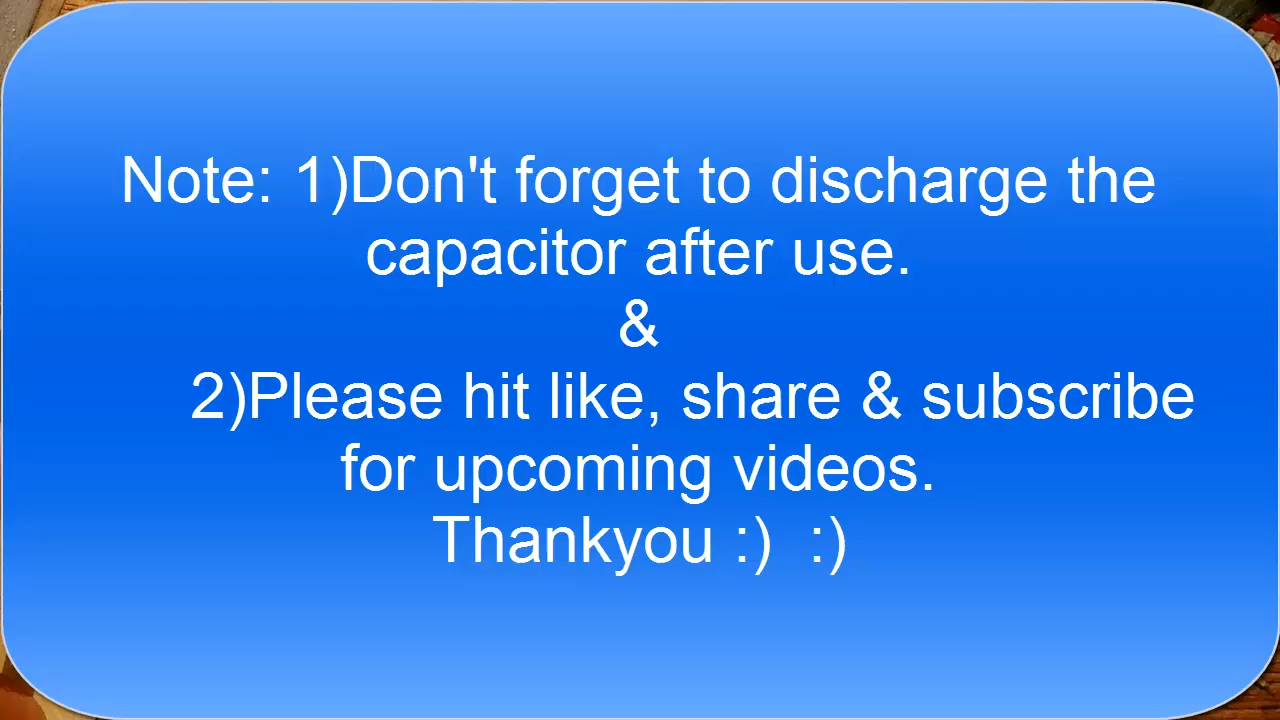 Note: 1)Don't forget to discharge the
capacitor after use.
&
2)Please hit like, share & subscribe
for upcoming videos.
Thankyou :)  :)